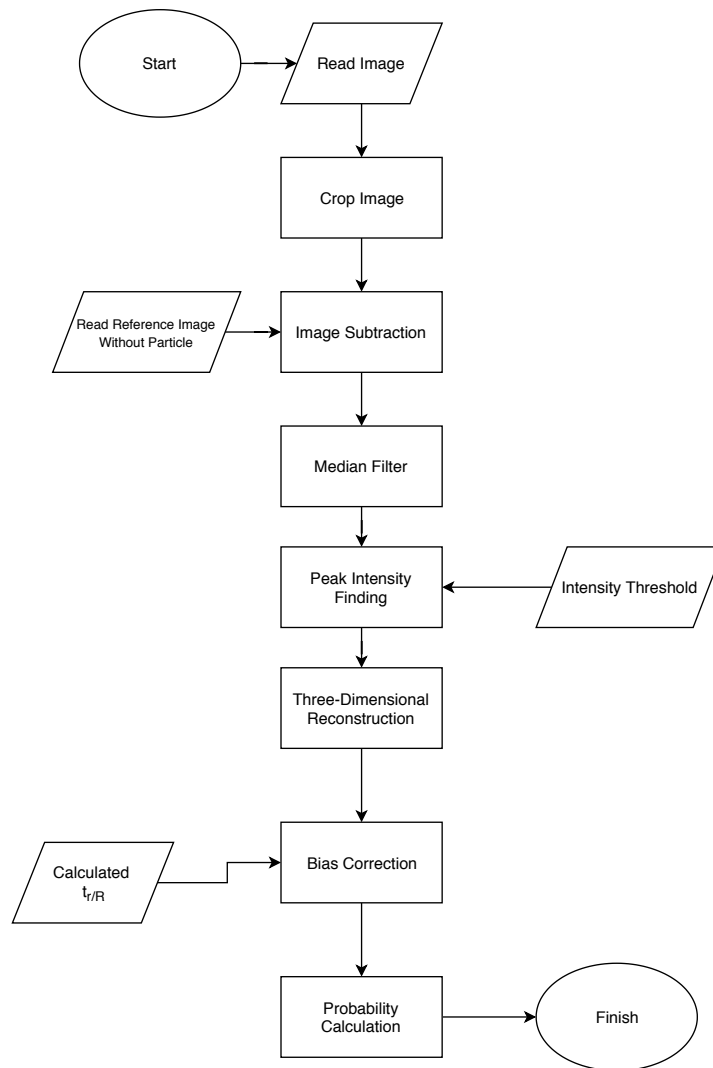 Start
Read Image
Crop Image
Read Reference Image
Without Particle
Image Subtraction
Median Filter
Peak Intensity
Finding
Intensity Threshold
Three-Dimensional
Reconstruction
Calculated
t_{r/R}
Bias Correction
Probability
Calculation
Finish